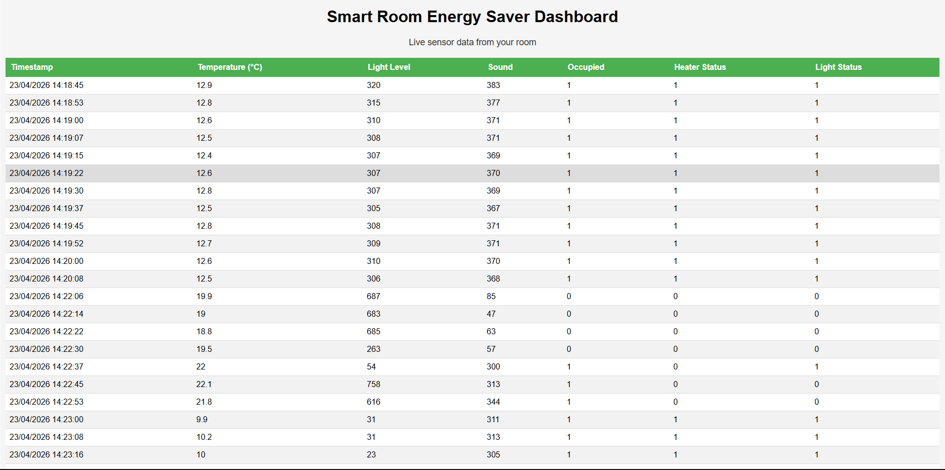 Smart Room Energy Saver Dashboard
Live sensor data from your room
Timestamp Temperature (°C) Light Level Sound Occupied Heater Status Light Status
23/04/2026 14:18:45 12.9 320 383 1 1 1
23/04/2026 14:18:53 12.8 315 377 1 1 1
23/04/2026 14:19:00 12.6 310 371 1 1 1
23/04/2026 14:19:07 12.5 308 371 1 1 1
23/04/2026 14:19:15 12.4 307 369 1 1 1
23/04/2026 14:19:22 12.6 307 370 1 1 1
23/04/2026 14:19:30 12.8 307 369 1 1 1
23/04/2026 14:19:37 12.5 305 367 1 1 1
23/04/2026 14:19:45 12.8 308 371 1 1 1
23/04/2026 14:19:52 12.7 309 371 1 1 1
23/04/2026 14:20:00 12.6 310 370 1 1 1
23/04/2026 14:20:08 12.5 306 368 1 1 1
23/04/2026 14:22:06 19.9 687 85 0 0 0
23/04/2026 14:22:14 19 683 47 0 0 0
23/04/2026 14:22:22 18.8 685 63 0 0 0
23/04/2026 14:22:30 19.5 263 57 0 0 0
23/04/2026 14:22:37 22 54 300 1 0 1
23/04/2026 14:22:45 22.1 758 313 1 0 0
23/04/2026 14:22:53 21.8 616 344 1 0 0
23/04/2026 14:23:00 9.9 31 311 1 1 1
23/04/2026 14:23:08 10.2 31 313 1 1 1
23/04/2026 14:23:16 10 23 305 1 1 1